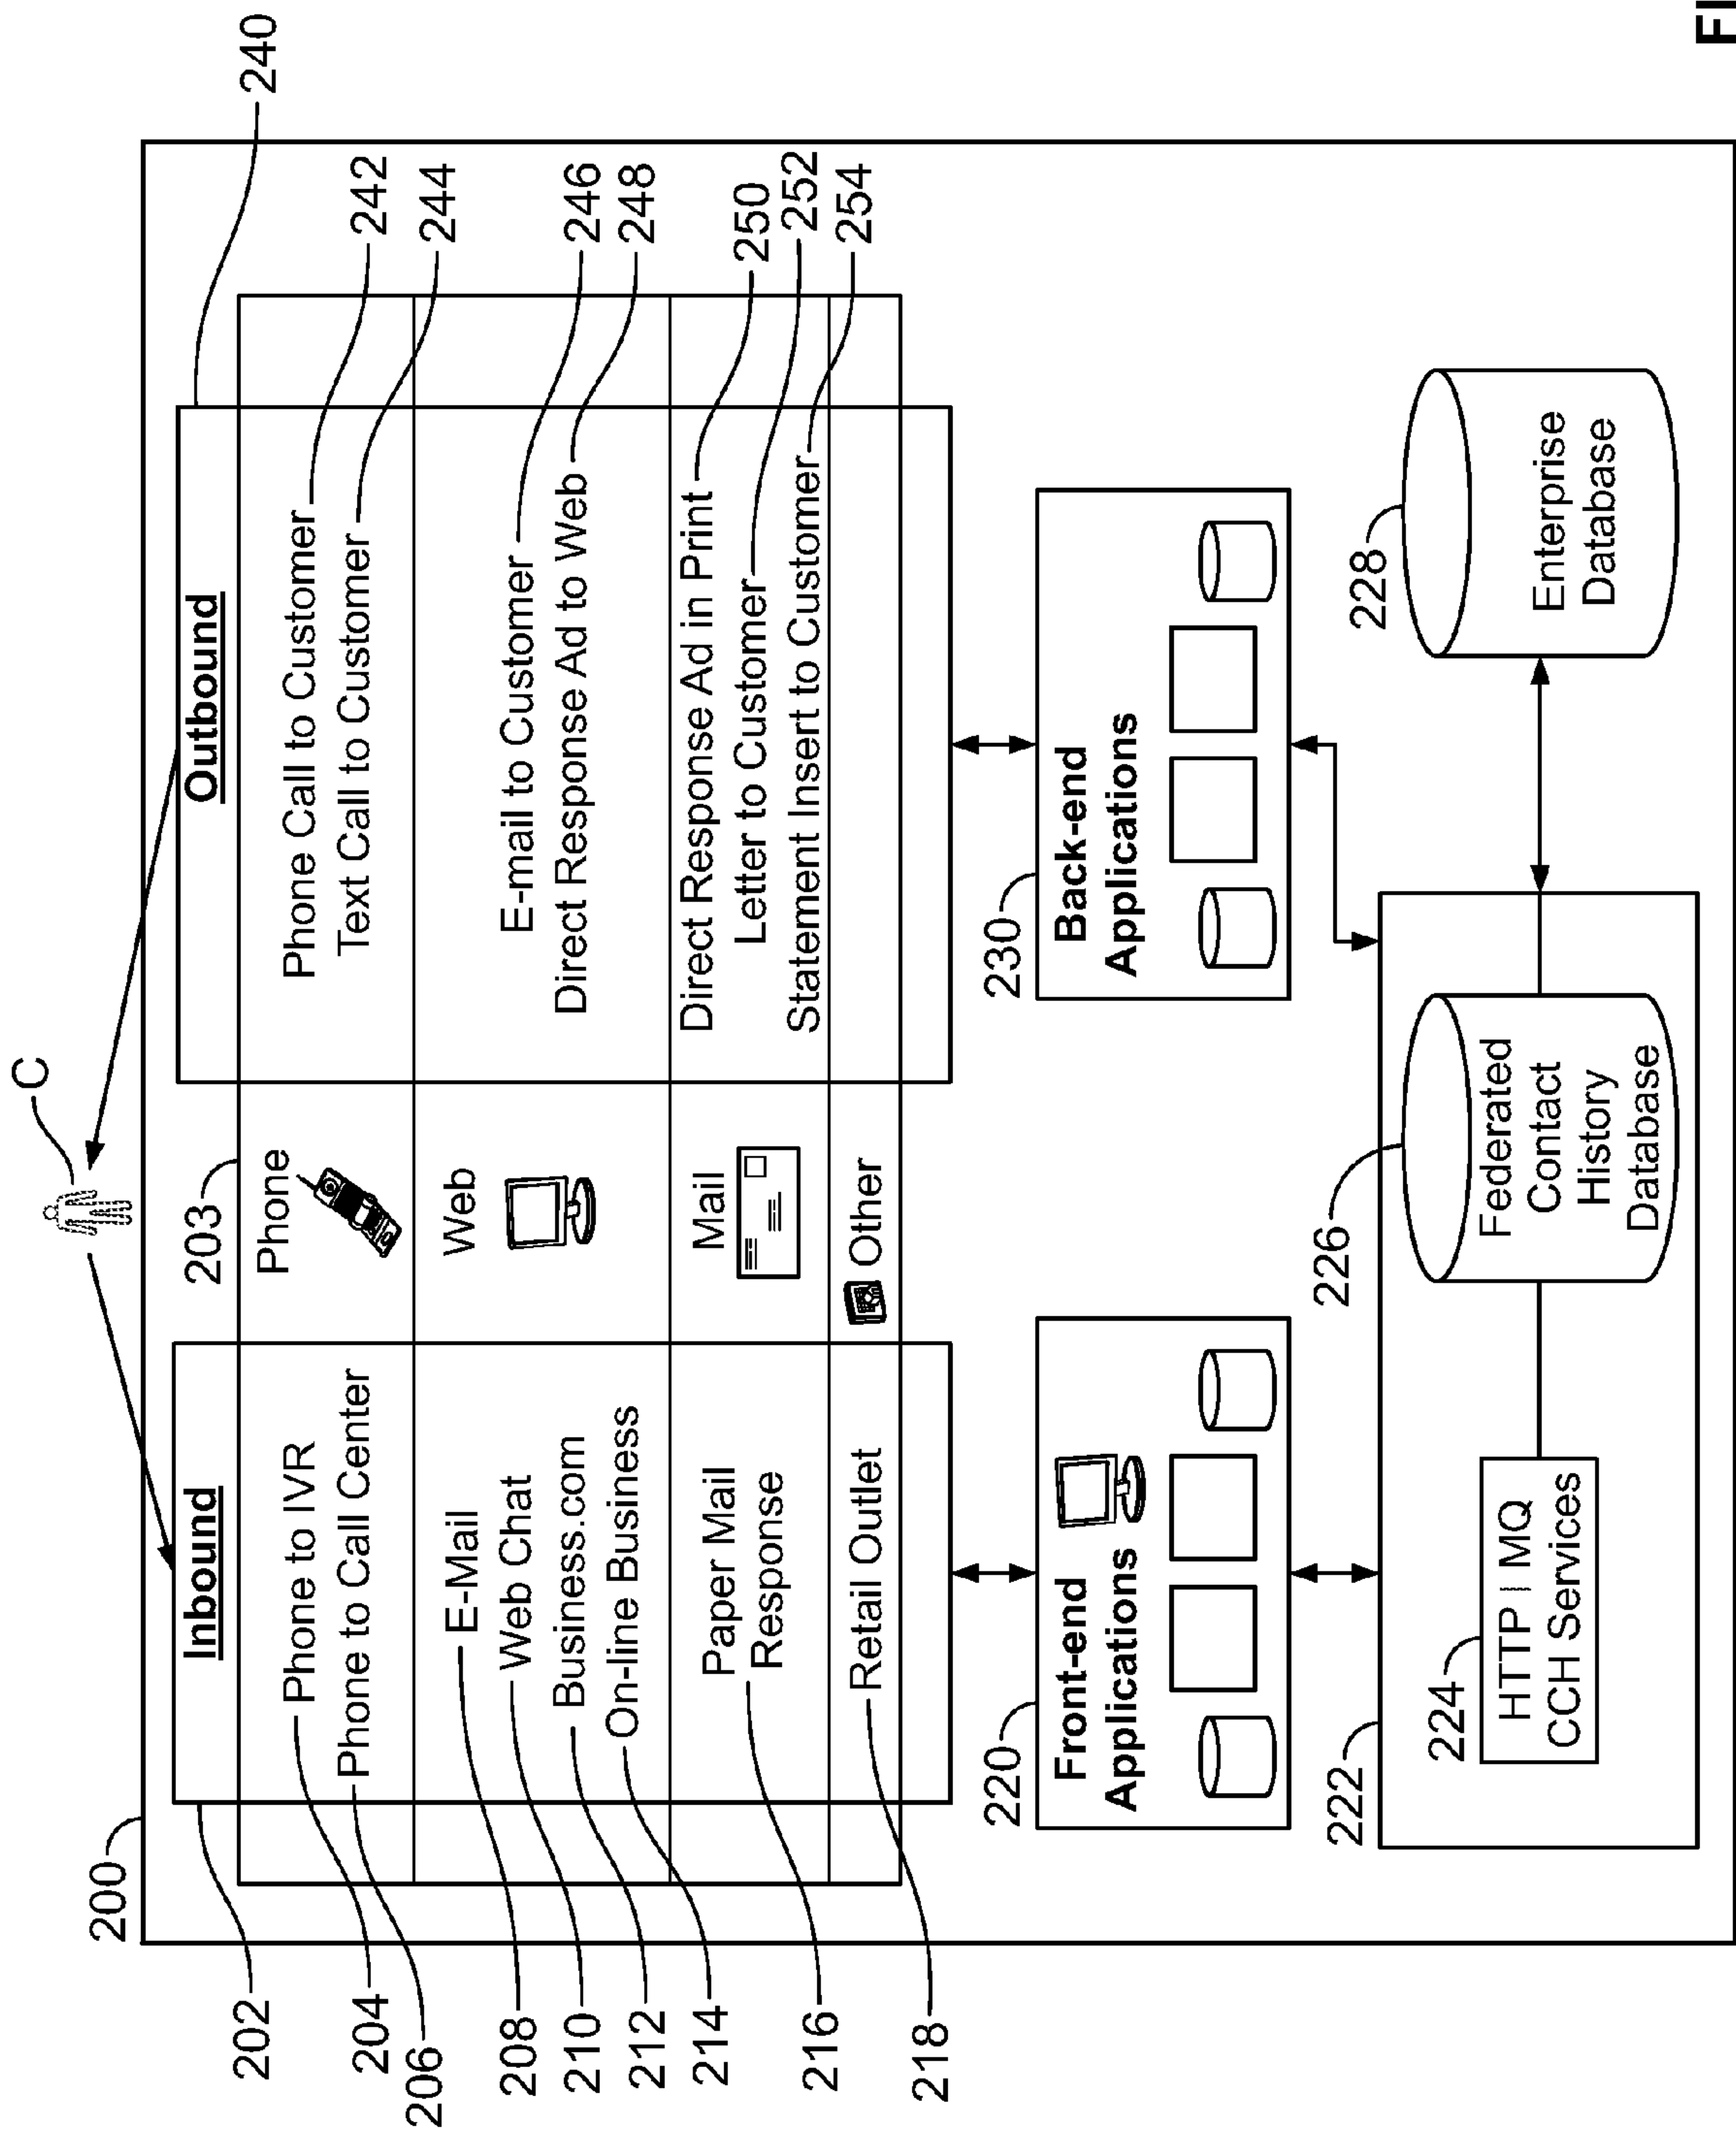 C
200
240
202
Inbound
203
Outbound
204
Phone to IVR
Phone
Phone Call to Customer
242
206
Phone to Call Center
Text Call to Customer
244
208
E-Mail
Web
E-mail to Customer
246
210
Web Chat
Direct Response Ad to Web
248
212
Business.com
214
On-line Business
216
Paper Mail
Response
Mail
Direct Response Ad in Print
250
Letter to Customer
252
Statement Insert to Customer
254
218
Retail Outlet
Other
220
Front-end
Applications
230
Back-end
Applications
222
224
HTTP | MQ
CCH Services
226
Federated
Contact
History
Database
228
Enterprise
Database